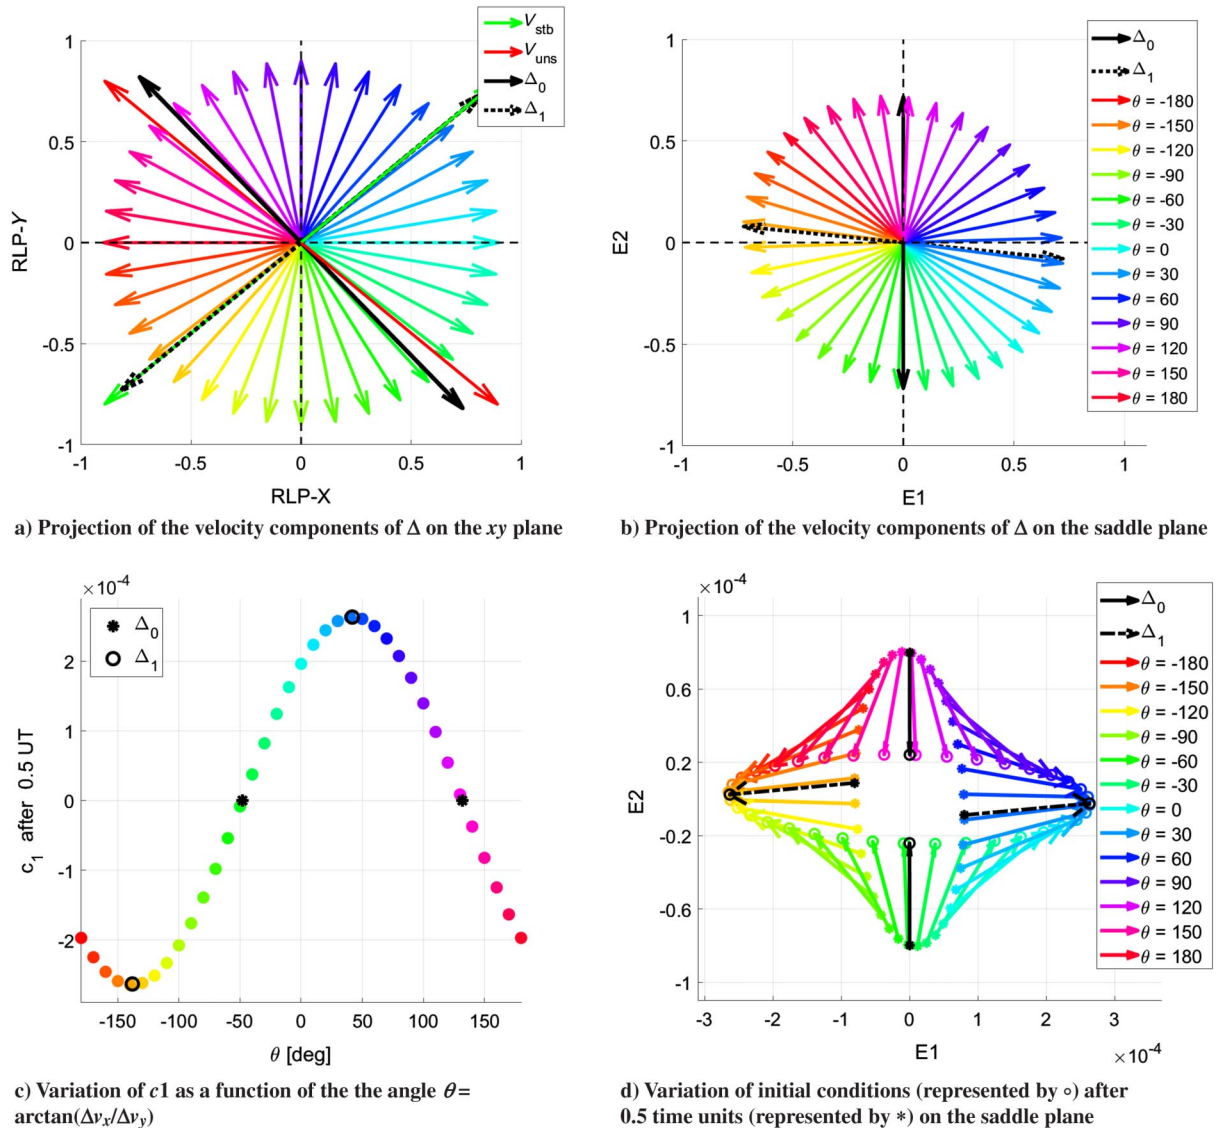 V_stb
V_uns
Δ_0
Δ_1
1
0.5
0
-0.5
-1
RLP-Y
-1
-0.5
0
0.5
1
RLP-X
a) Projection of the velocity components of Δ on the xy plane
Δ_0
Δ_1
θ = -180
θ = -150
θ = -120
θ = -90
θ = -60
θ = -30
θ = 0
θ = 30
θ = 60
θ = 90
θ = 120
θ = 150
θ = 180
1
0.5
0
-0.5
-1
E2
-1
-0.5
0
0.5
1
E1
b) Projection of the velocity components of Δ on the saddle plane
×10^-4
Δ_0
Δ_1
2
1
0
-1
-2
c_1 after 0.5 UT
-150
-100
-50
0
50
100
150
θ [deg]
c) Variation of c1 as a function of the the angle θ =
arctan(Δv_x/Δv_y)
×10^-4
Δ_0
Δ_1
θ = -180
θ = -150
θ = -120
θ = -90
θ = -60
θ = -30
θ = 0
θ = 30
θ = 60
θ = 90
θ = 120
θ = 150
θ = 180
1
0.6
0.2
-0.2
-0.6
-1
E2
-3
-2
-1
0
1
2
3
E1
×10^-4
d) Variation of initial conditions (represented by ∘) after
0.5 time units (represented by *) on the saddle plane